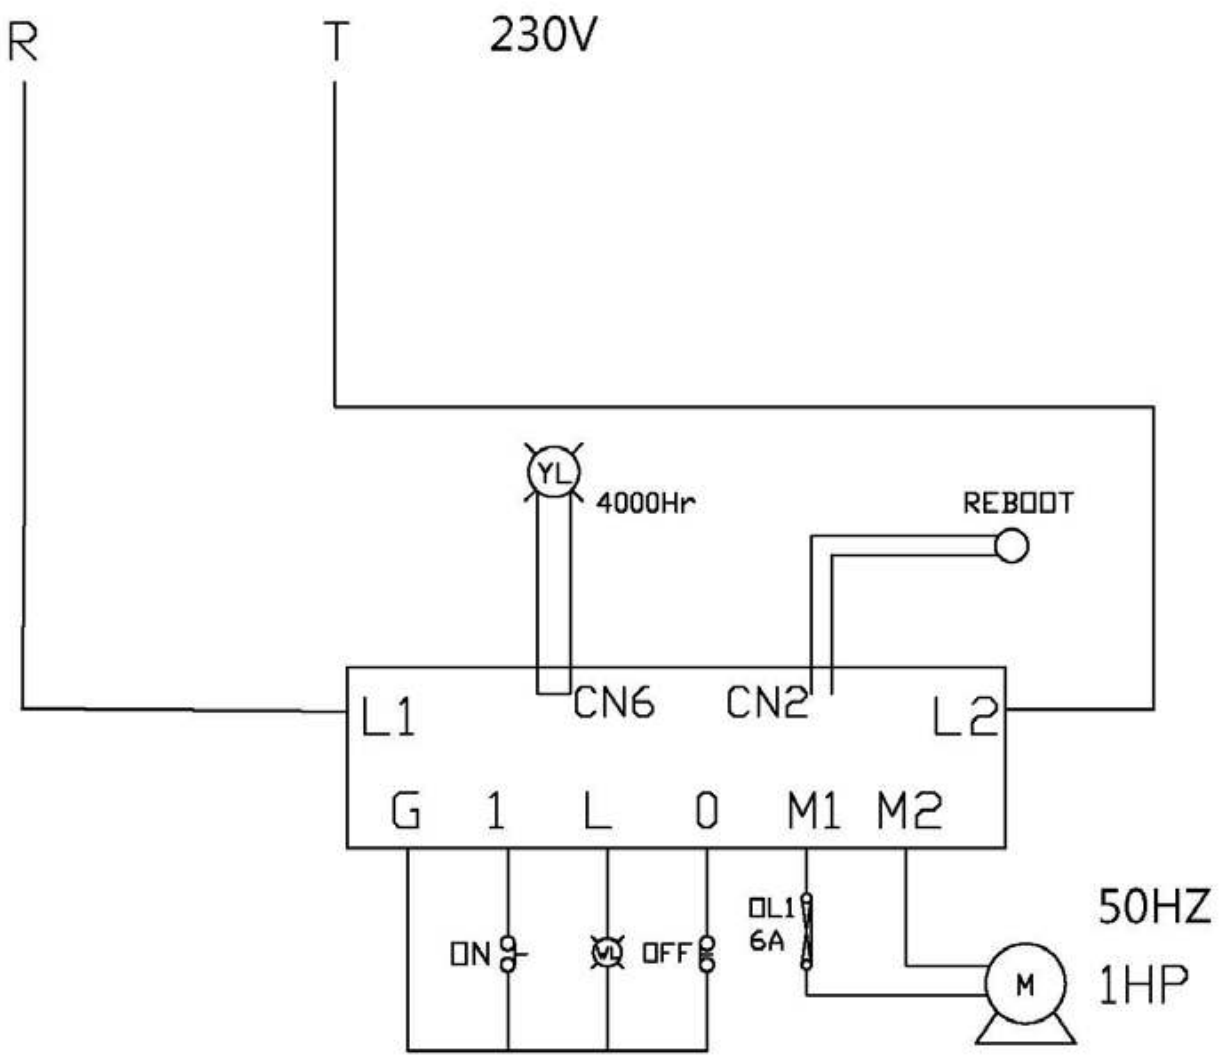 R T 230V
YL
4000Hr
REBOOT
L1 CN6 CN2 L2
G 1 L 0 M1 M2
ON
WL
OFF
OL1
6A
M
50HZ
1HP